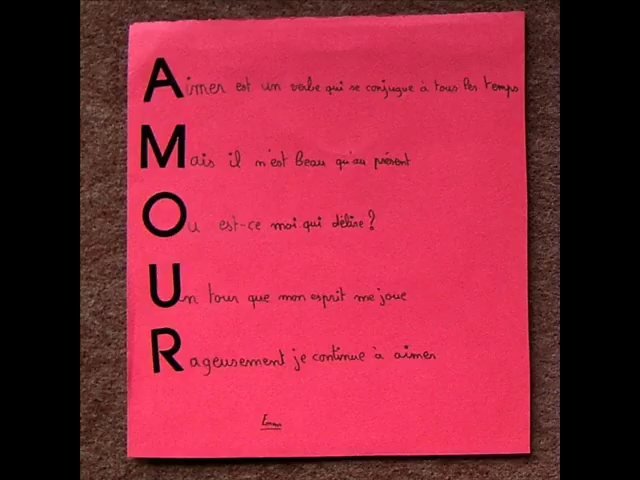 Aimer est un verbe qui se conjugue à tous les temps
Mais il n'est beau qu'au présent
Ou est-ce moi qui délire ?
Un tour que mon esprit me joue
Rageusement je continue à aimer